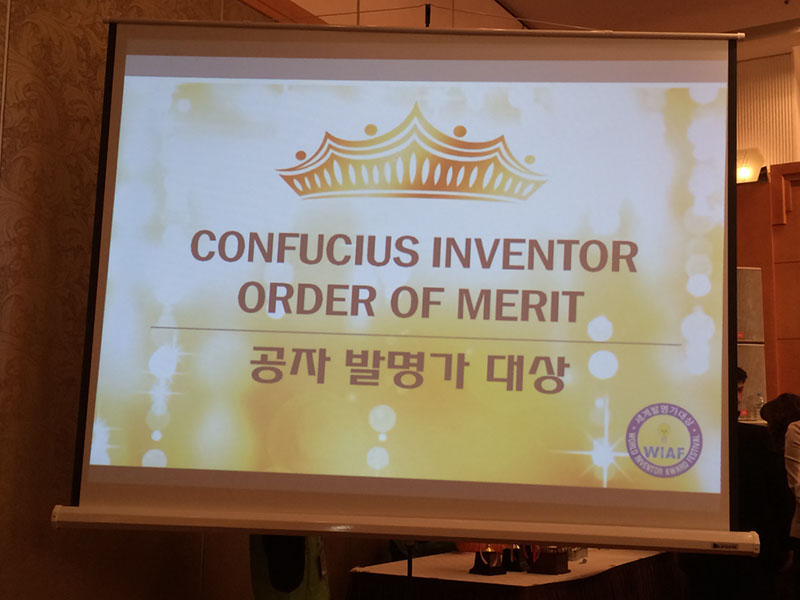 CONFUCIUS INVENTOR
ORDER OF MERIT
공자 발명가 대상
세계발명가대상
WIAF
WORLD INVENTOR AWARD FESTIVAL